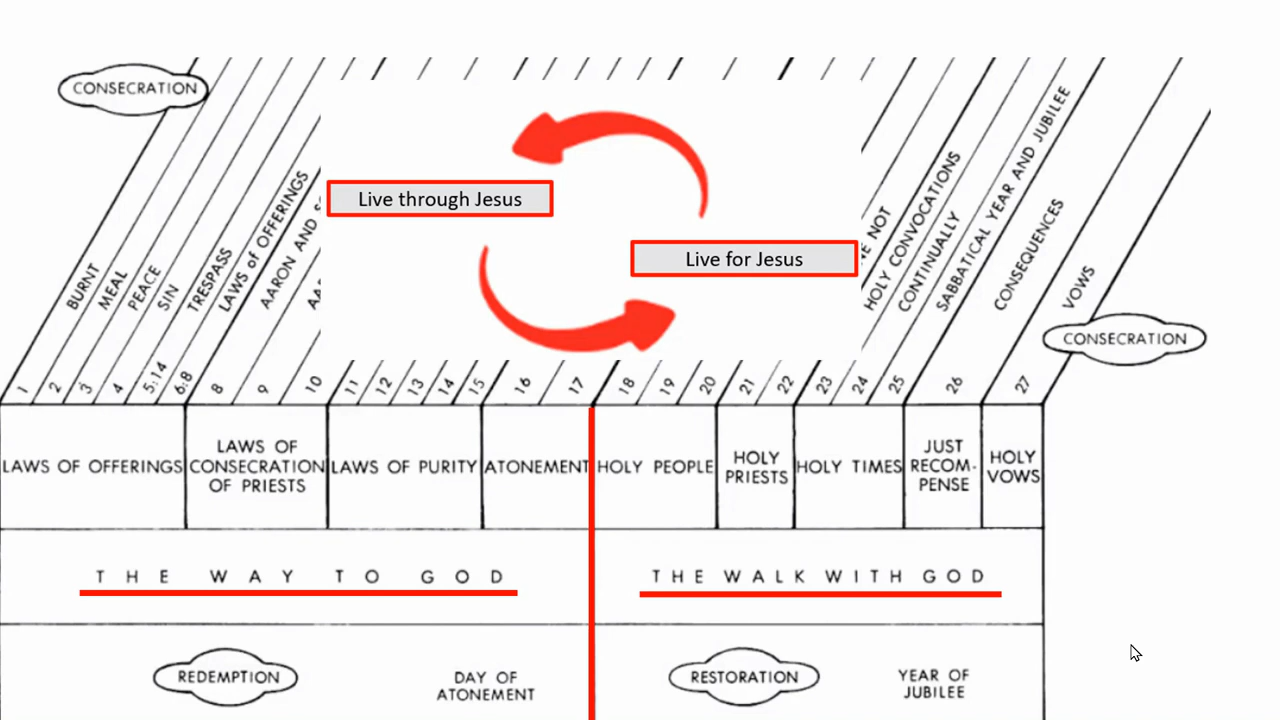 CONSECRATION
Live through Jesus
Live for Jesus
BURNT
MEAL
PEACE
SIN
TRESPASS
LAWS of OFFERINGS
AARON AND
NOT
HOLY CONVOCATIONS
CONTINUALLY
SABBATICAL YEAR AND JUBILEE
CONSEQUENCES
VOWS
CONSECRATION
1 2 3 4 5:14 6:8 8 9 10 11 12 13 14 15 16 17 18 19 20 21 22 23 24 25 26 27
LAWS OF OFFERINGS
LAWS OF
CONSECRATION
OF PRIESTS
LAWS OF PURITY
ATONEMENT
HOLY PEOPLE
HOLY
PRIESTS
HOLY TIMES
JUST
RECOM-
PENSE
HOLY
VOWS
THE WAY TO GOD
THE WALK WITH GOD
REDEMPTION
DAY OF
ATONEMENT
RESTORATION
YEAR OF
JUBILEE